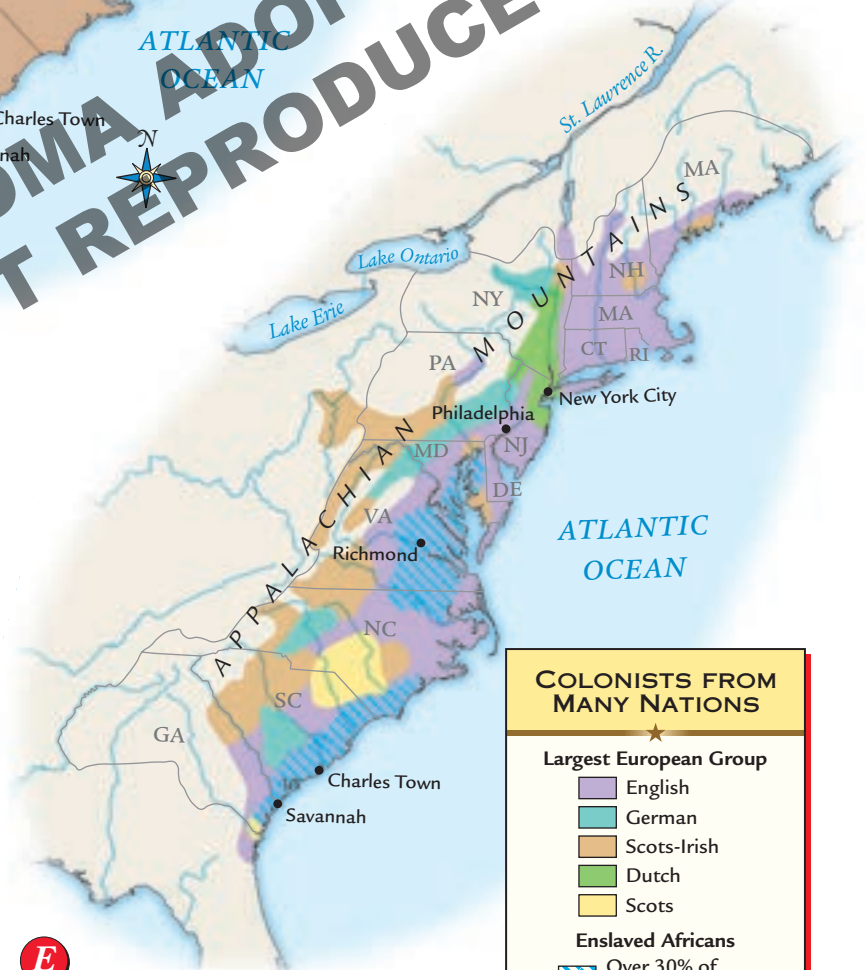 ATLANTIC
OCEAN
Charles Town
nah
N
OMA ADO
T REPRODUCE
St. Lawrence R.
MA
Lake Ontario
NH
NY
Lake Erie
MA
CT
RI
PA
APPALACHIAN MOUNTAINS
New York City
Philadelphia
NJ
MD
DE
VA
ATLANTIC
OCEAN
Richmond
NC
SC
GA
Charles Town
Savannah
COLONISTS FROM
MANY NATIONS
Largest European Group
English
German
Scots-Irish
Dutch
Scots
Enslaved Africans
Over 30% of
E